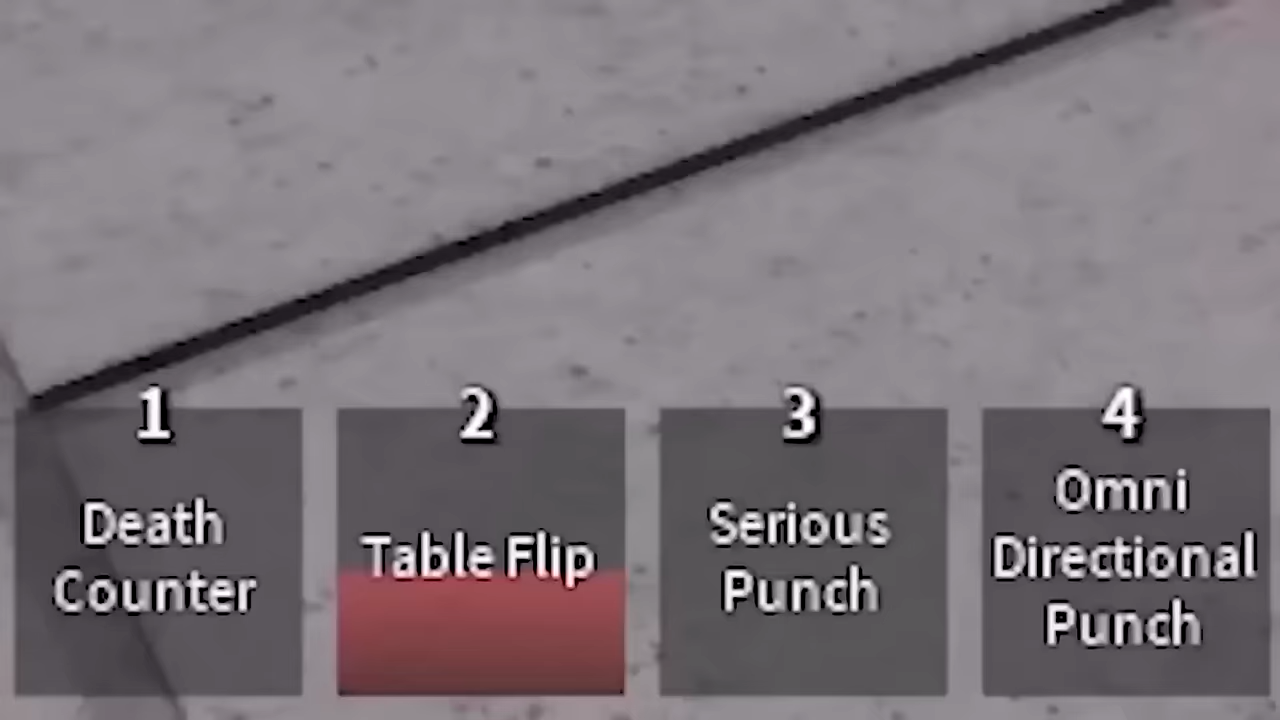 1
Death
Counter
2
Table Flip
3
Serious
Punch
4
Omni
Directional
Punch